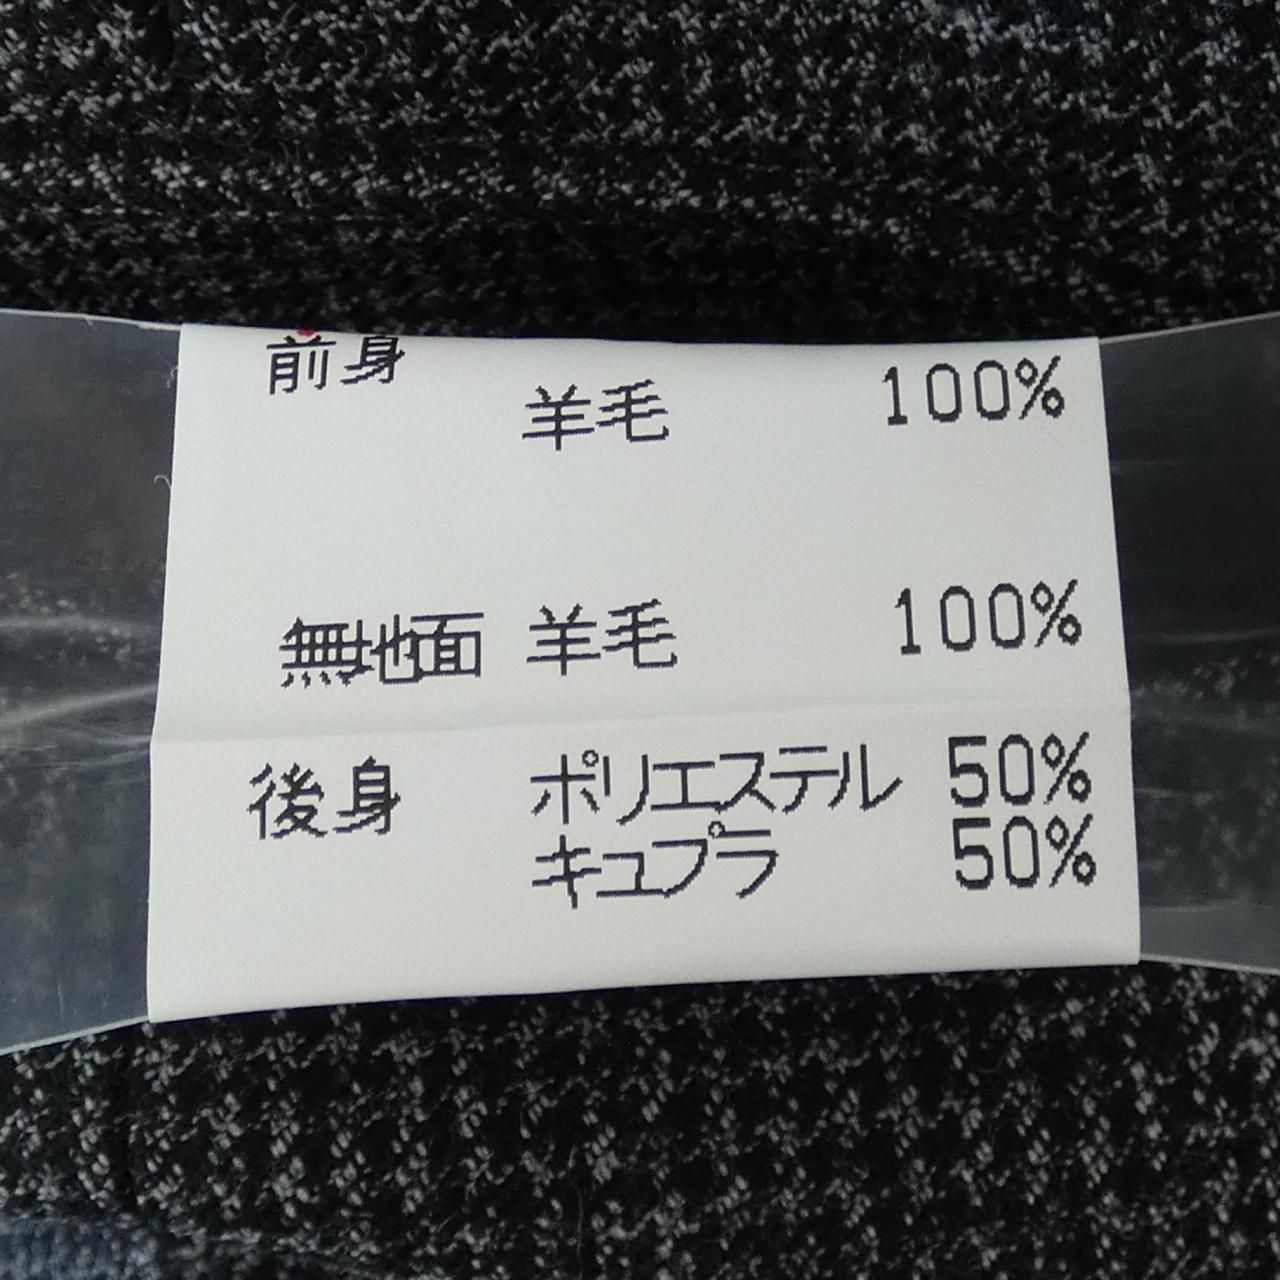 前身
羊毛 100%
無地面 羊毛 100%
後身 ポリエステル 50%
キュプラ 50%